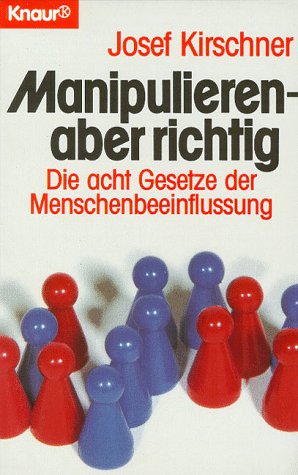 Knaur K
Josef Kirschner
Manipulieren-
aber richtig
Die acht Gesetze der
Menschenbeeinflussung